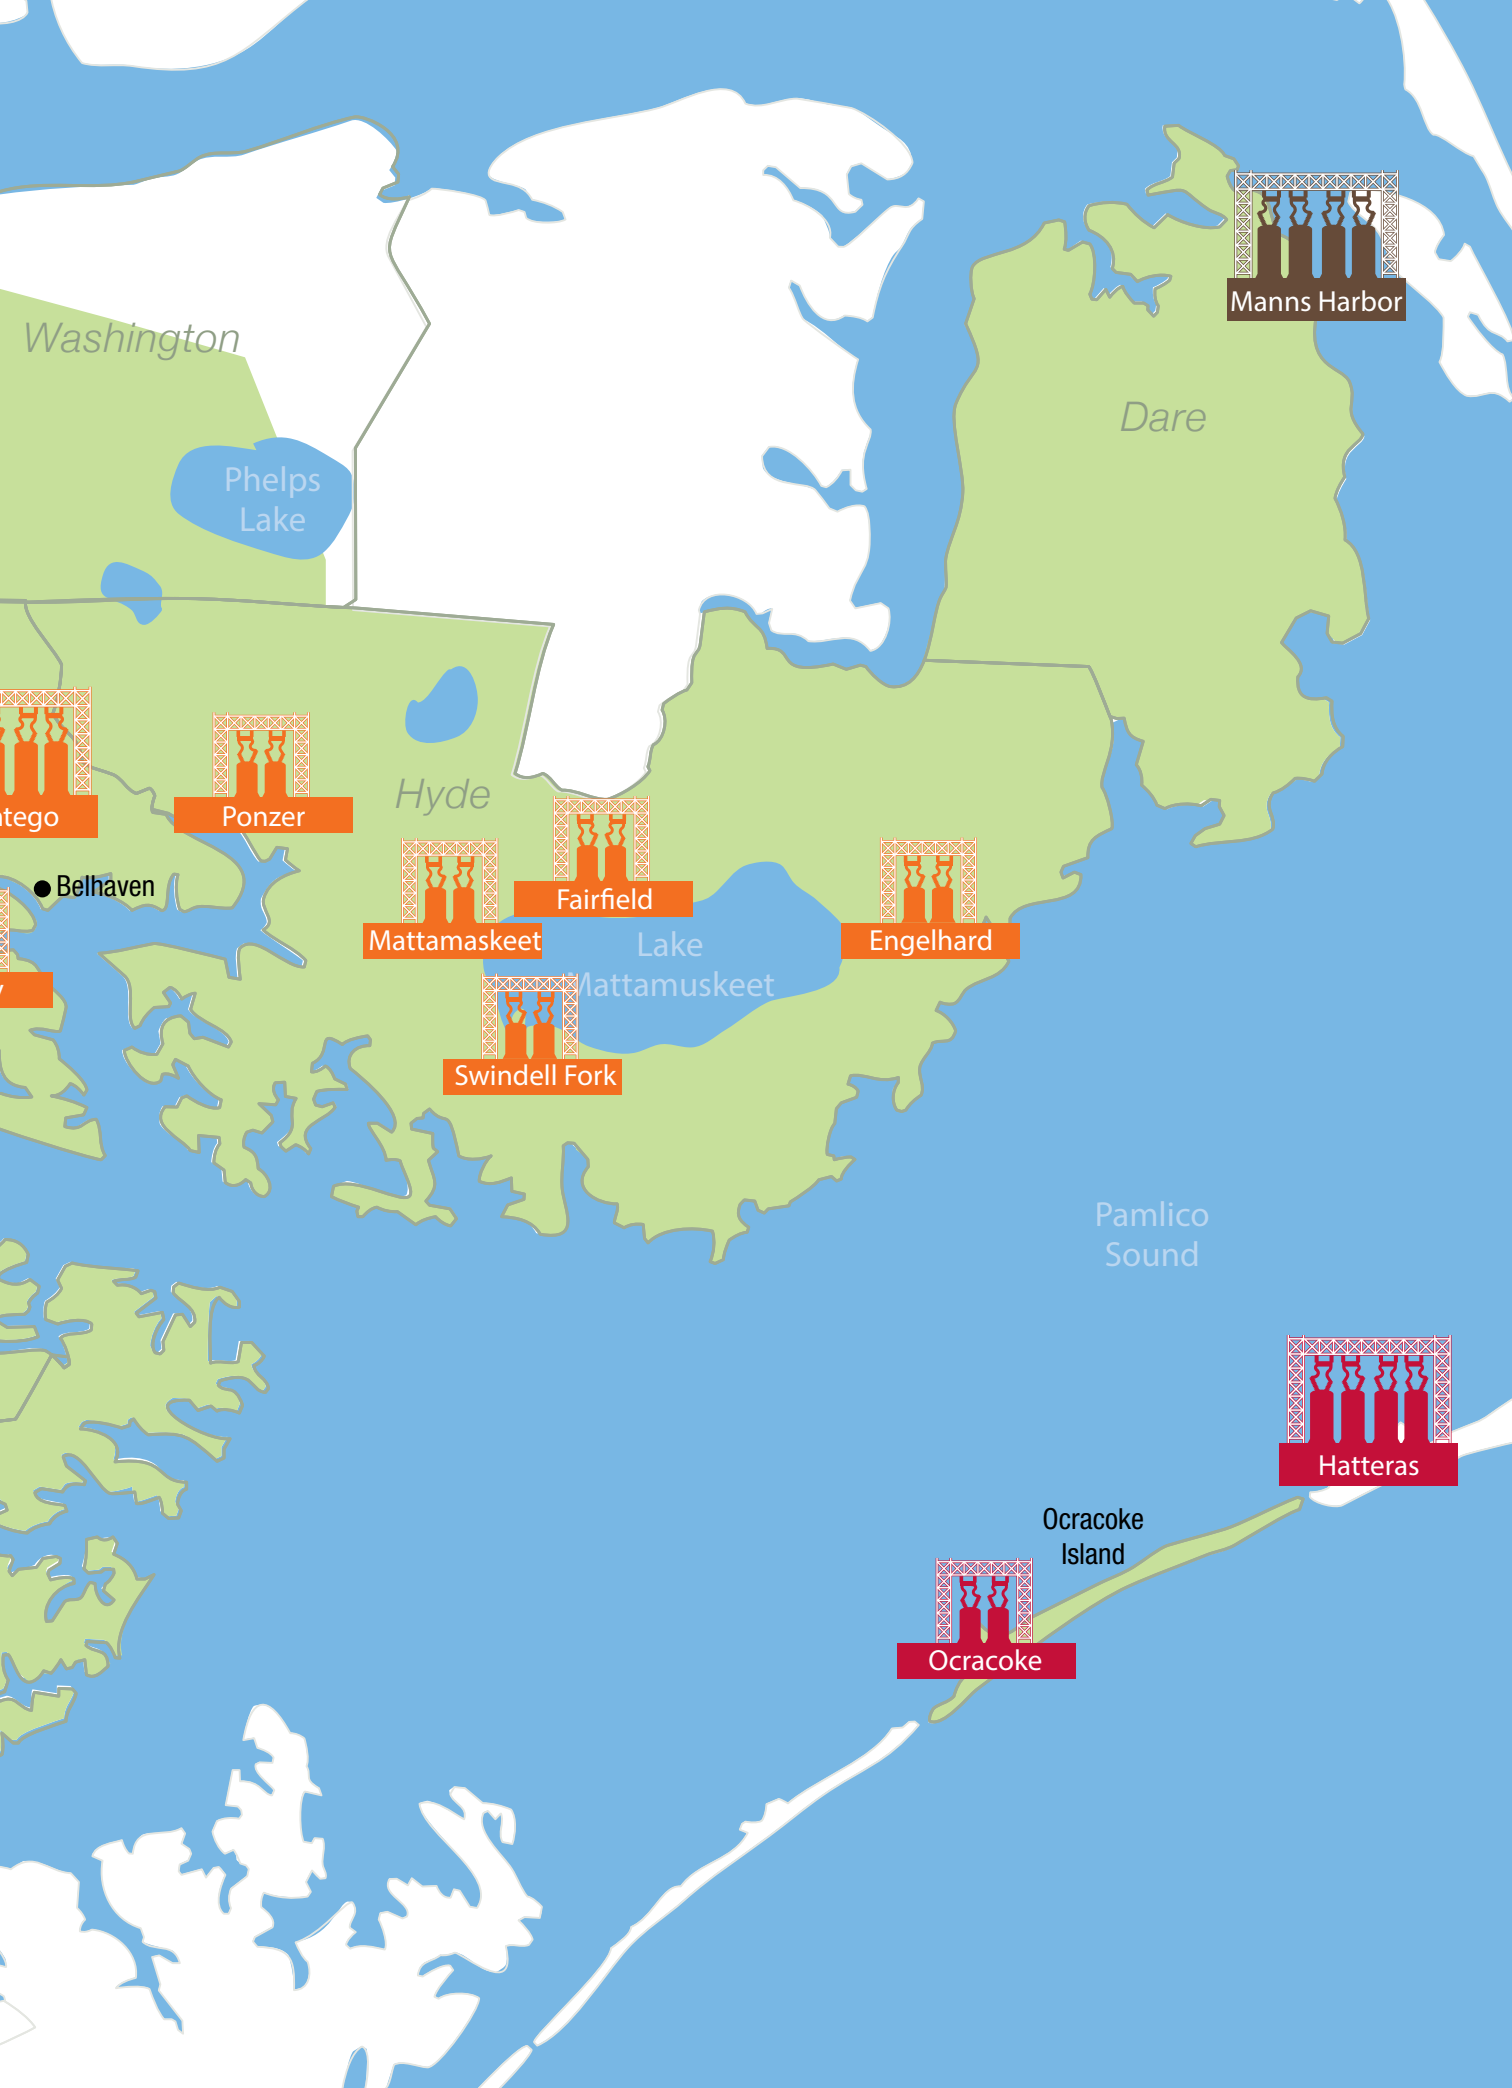 Manns Harbor
Washington
Dare
Phelps
Lake
Hyde
Ponzer
tego
Belhaven
Fairfield
Mattamaskeet
Lake
Mattamuskeet
Engelhard
Swindell Fork
Pamlico
Sound
Hatteras
Ocracoke
Island
Ocracoke